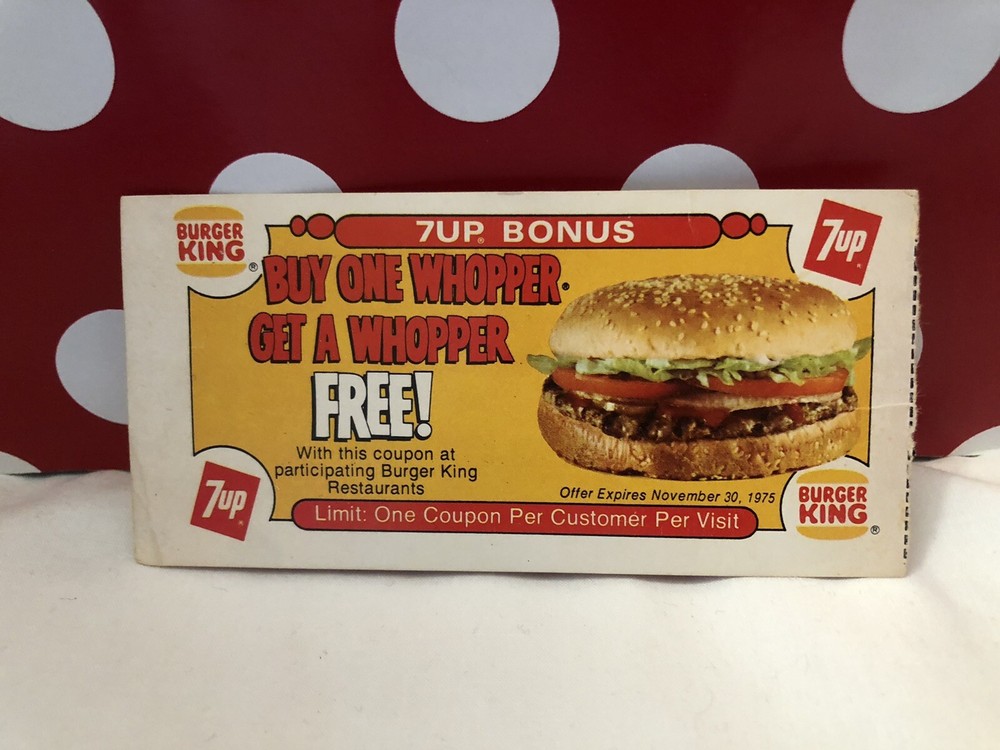 BURGER
KING®
7UP® BONUS
7up
BUY ONE WHOPPER®
GET A WHOPPER
FREE!
With this coupon at
participating Burger King
Restaurants
Offer Expires November 30, 1975
7up
Limit: One Coupon Per Customer Per Visit
BURGER
KING®